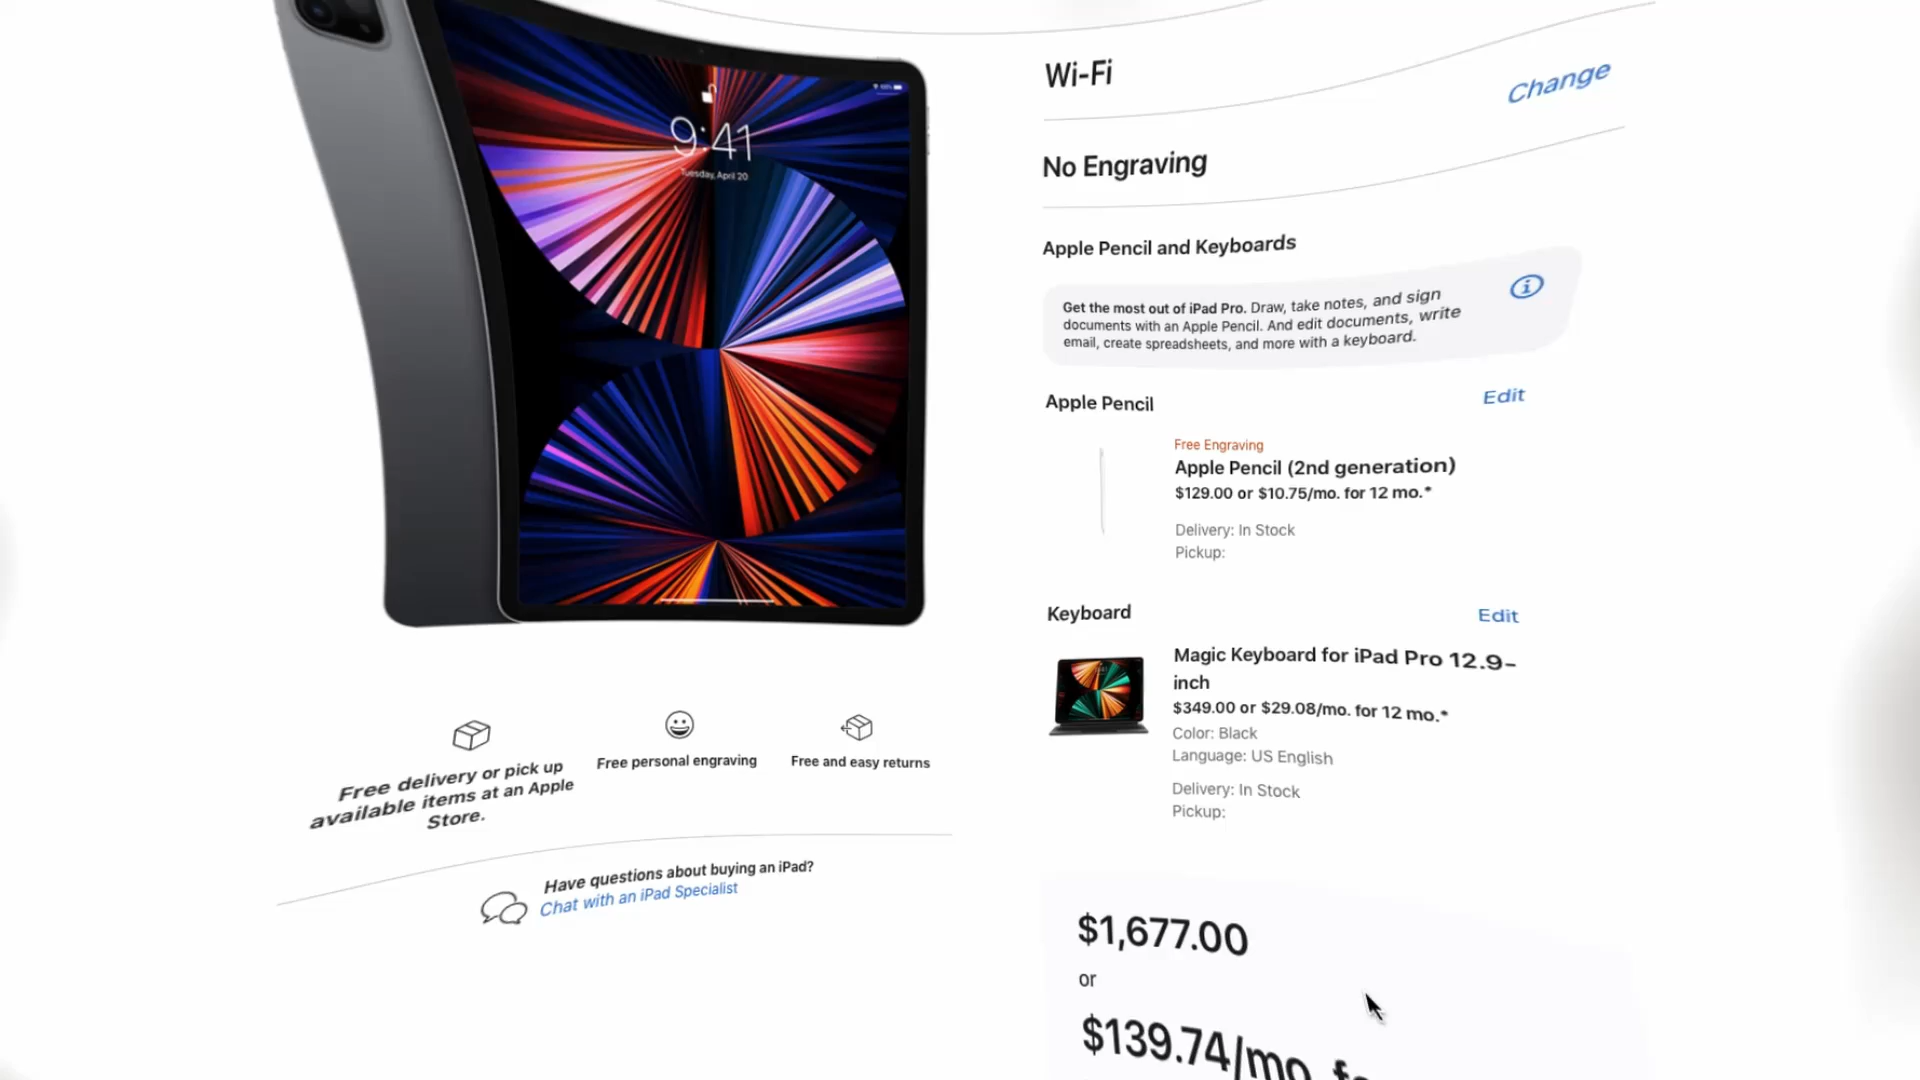 9:41
Tuesday, April 20
Free delivery or pick up
available items at an Apple
Store.
Free personal engraving
Free and easy returns
Have questions about buying an iPad?
Chat with an iPad Specialist
Wi-Fi
Change
No Engraving
Apple Pencil and Keyboards
Get the most out of iPad Pro. Draw, take notes, and sign
documents with an Apple Pencil. And edit documents, write
email, create spreadsheets, and more with a keyboard.
Apple Pencil
Edit
Free Engraving
Apple Pencil (2nd generation)
$129.00 or $10.75/mo. for 12 mo.*
Delivery: In Stock
Pickup:
Keyboard
Edit
Magic Keyboard for iPad Pro 12.9-
inch
$349.00 or $29.08/mo. for 12 mo.*
Color: Black
Language: US English
Delivery: In Stock
Pickup:
$1,677.00
or
$139.74/mo.